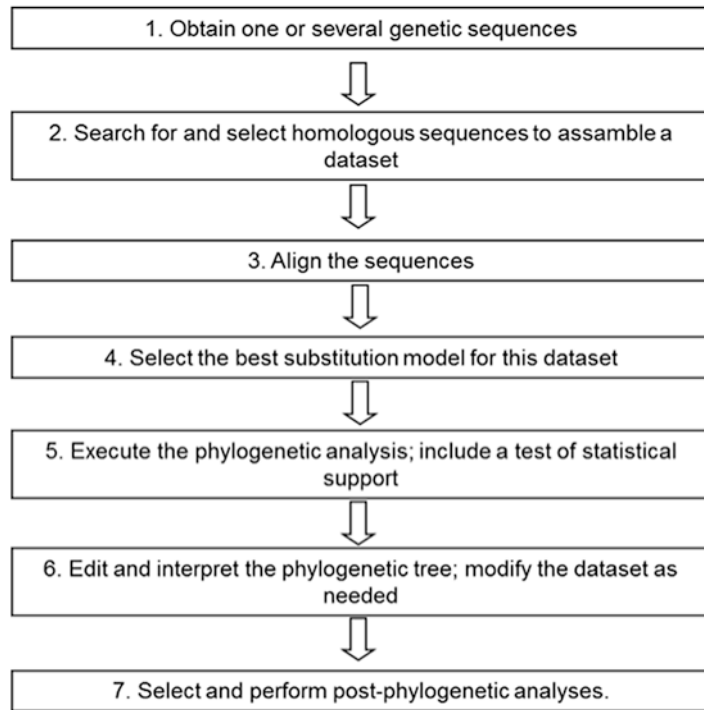 1. Obtain one or several genetic sequences
2. Search for and select homologous sequences to assamble a
dataset
3. Align the sequences
4. Select the best substitution model for this dataset
5. Execute the phylogenetic analysis; include a test of statistical
support
6. Edit and interpret the phylogenetic tree; modify the dataset as
needed
7. Select and perform post-phylogenetic analyses.